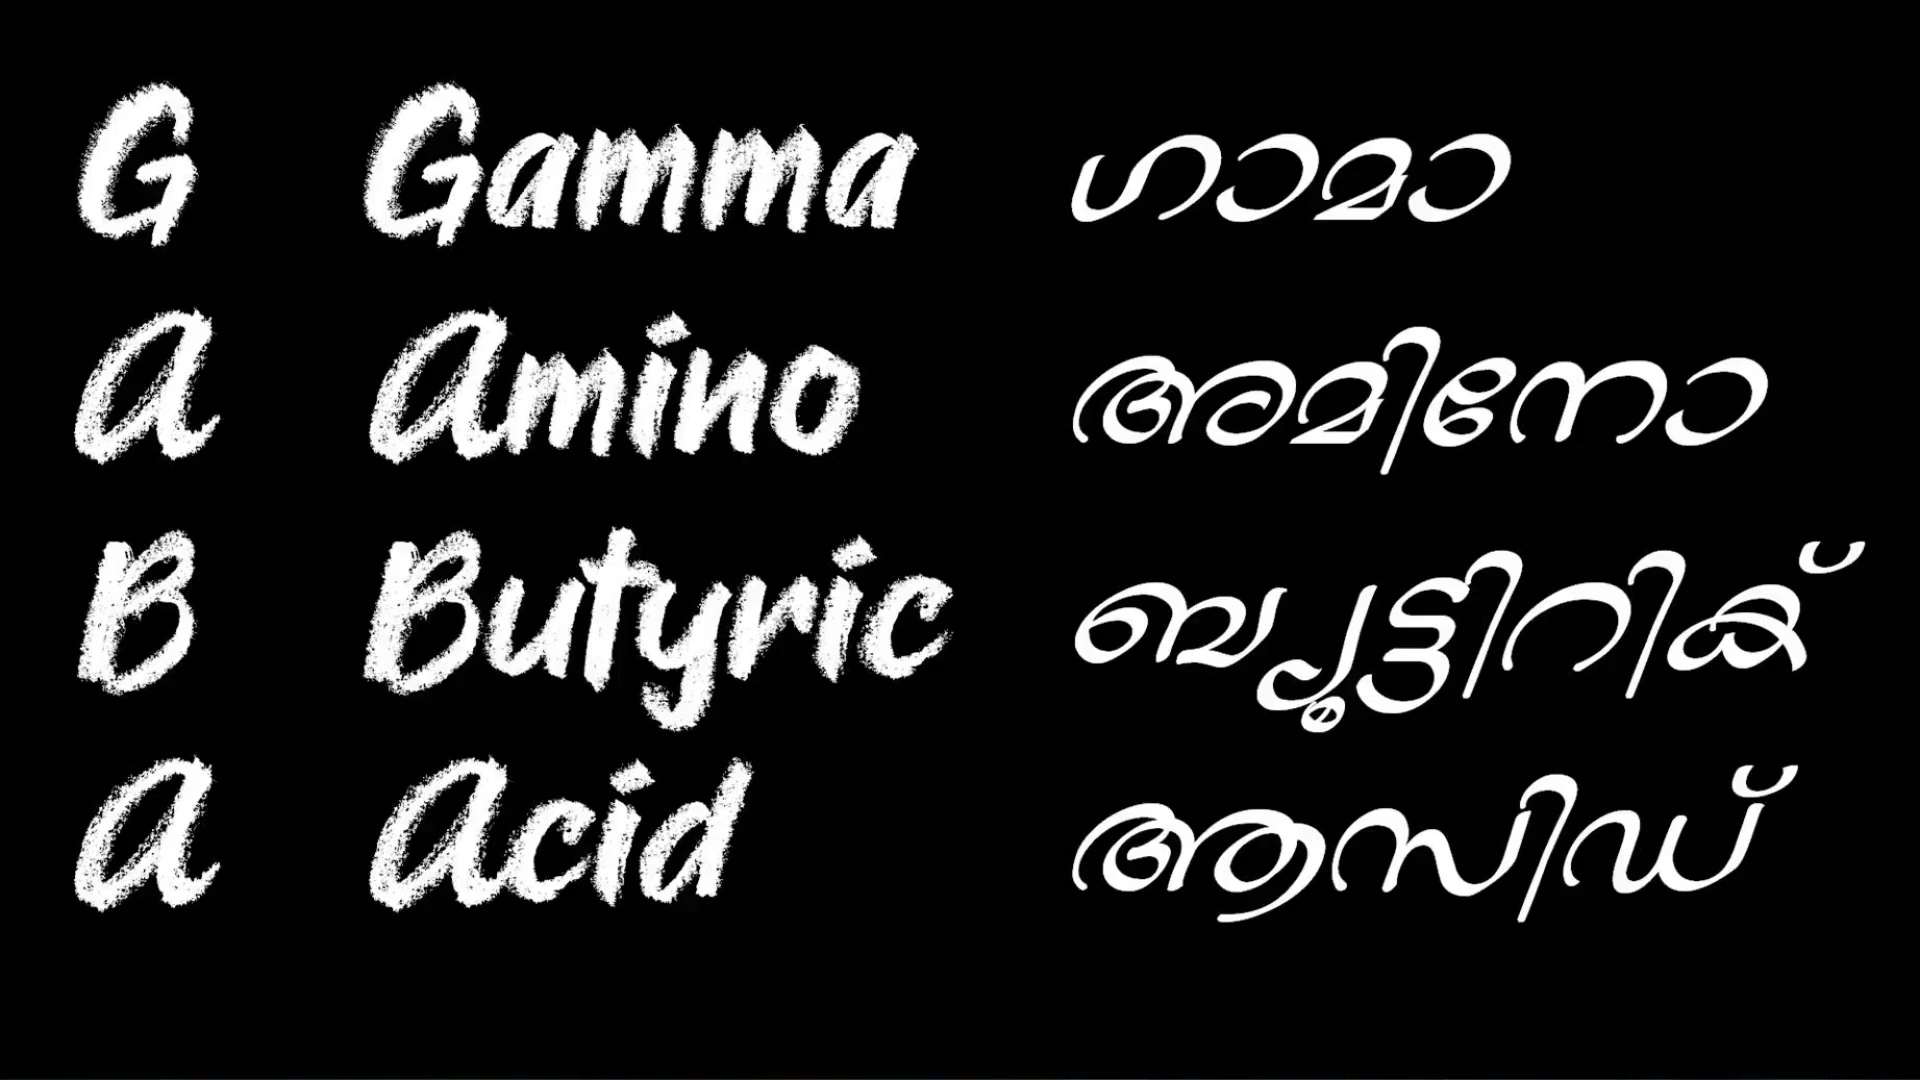 G Gamma ഗാമാ
A Amino അമിനോ
B Butyric ബ്യൂട്ടിറിക്
A Acid ആസിഡ്